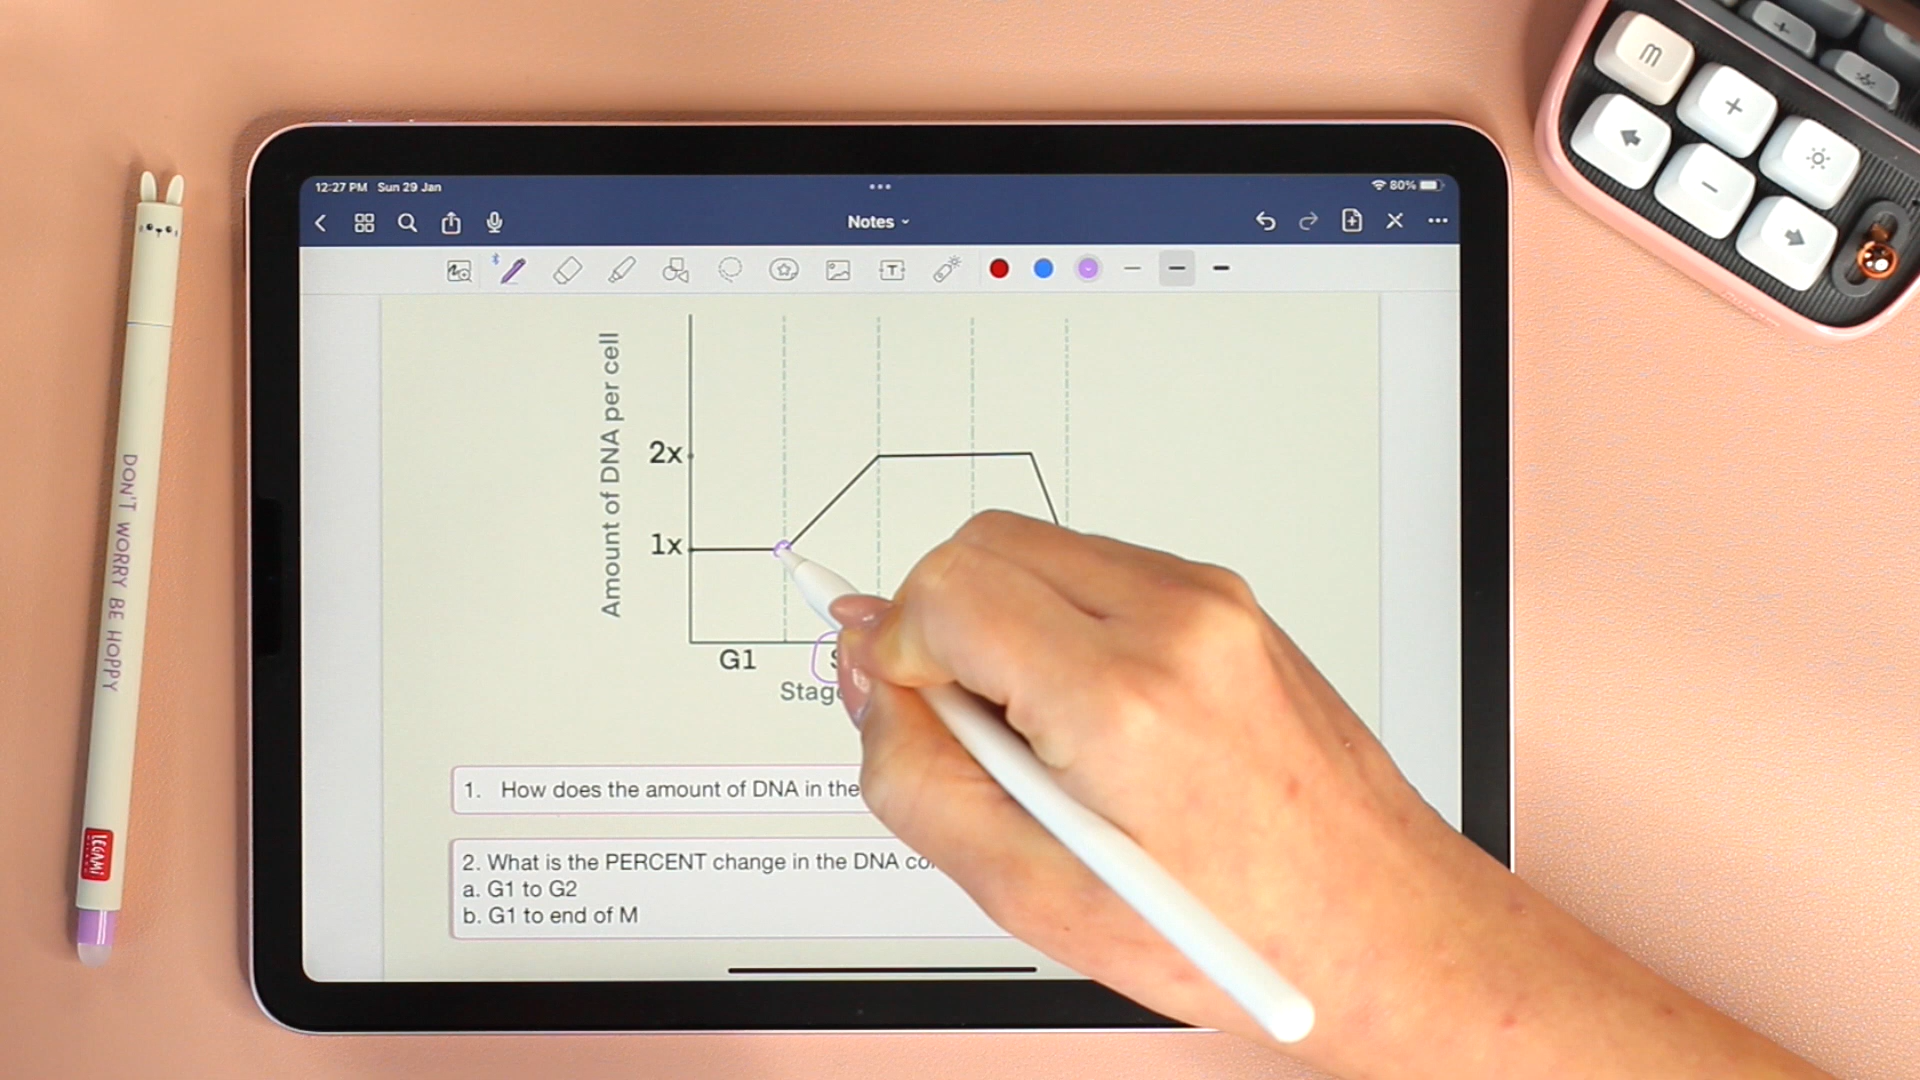 12:27 PM Sun 29 Jan
80%
Notes
T
Amount of DNA per cell
2x
1x
G1
1. How does the amount of DNA in the
2. What is the PERCENT change in the DNA
a. G1 to G2
b. G1 to end of M
DON'T WORRY BE HOPPY
LEGAMI
m